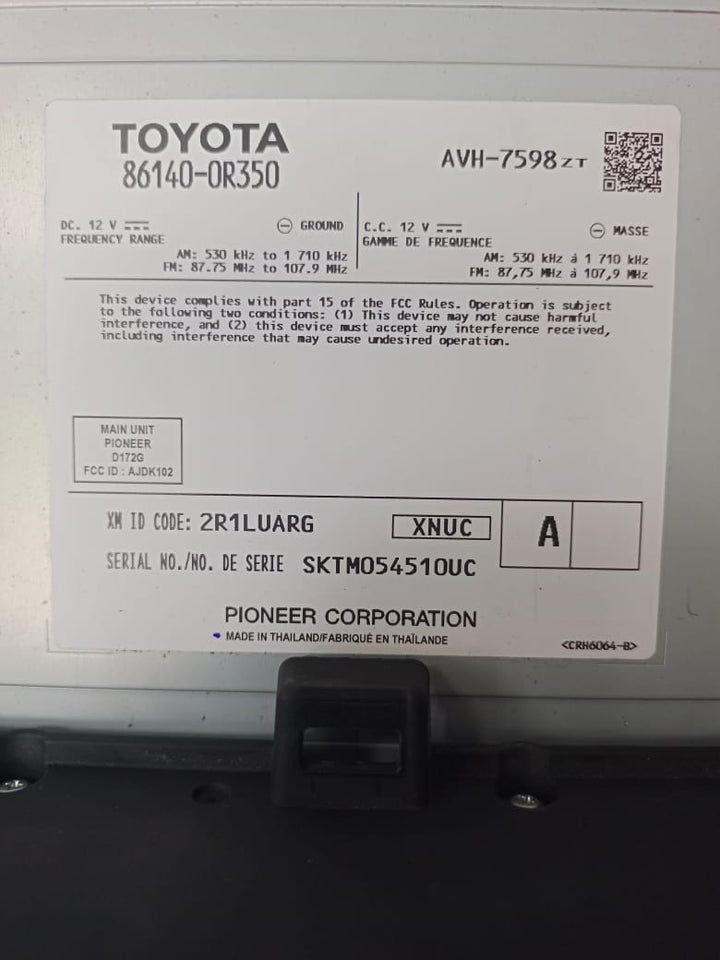 TOYOTA
86140-0R350
AVH-7598ZT
DC. 12 V ⎓ ⊖ GROUND
FREQUENCY RANGE
AM: 530 kHz to 1 710 kHz
FM: 87.75 MHz to 107.9 MHz
C.C. 12 V ⎓ ⊖ MASSE
GAMME DE FREQUENCE
AM: 530 kHz à 1 710 kHz
FM: 87,75 MHz à 107,9 MHz
This device complies with part 15 of the FCC Rules. Operation is subject
to the following two conditions: (1) This device may not cause harmful
interference, and (2) this device must accept any interference received,
including interference that may cause undesired operation.
MAIN UNIT
PIONEER
D172G
FCC ID : AJDK102
XM ID CODE: 2R1LUARG
XNUC
A
SERIAL NO./NO. DE SERIE SKTM054510UC
PIONEER CORPORATION
MADE IN THAILAND/FABRIQUÉ EN THAÏLANDE
<CRH6064-B>